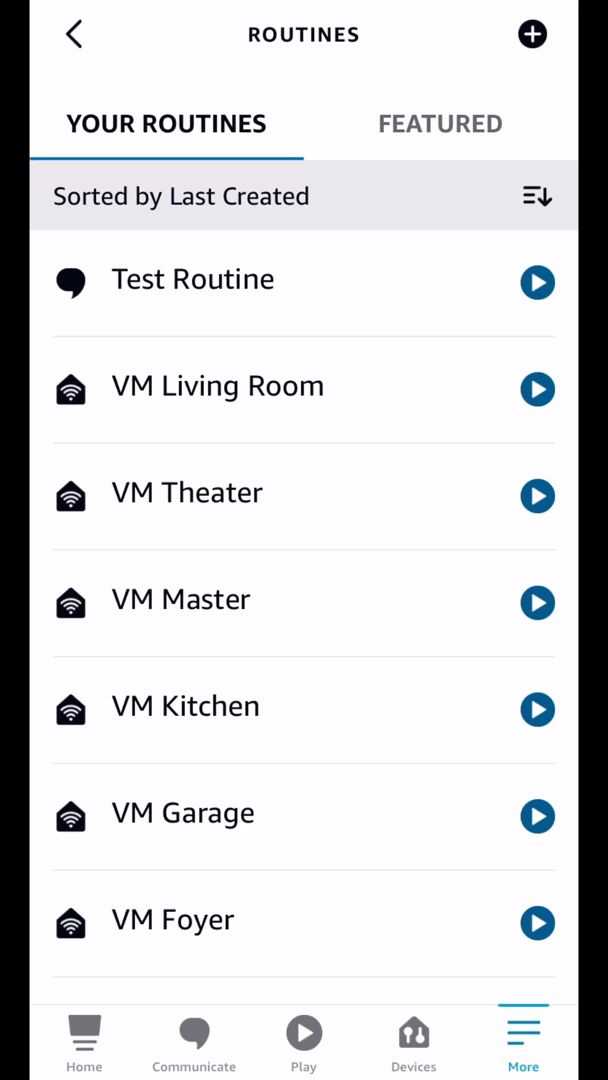 ROUTINES
YOUR ROUTINES FEATURED
Sorted by Last Created
Test Routine
VM Living Room
VM Theater
VM Master
VM Kitchen
VM Garage
VM Foyer
Home Communicate Play Devices More